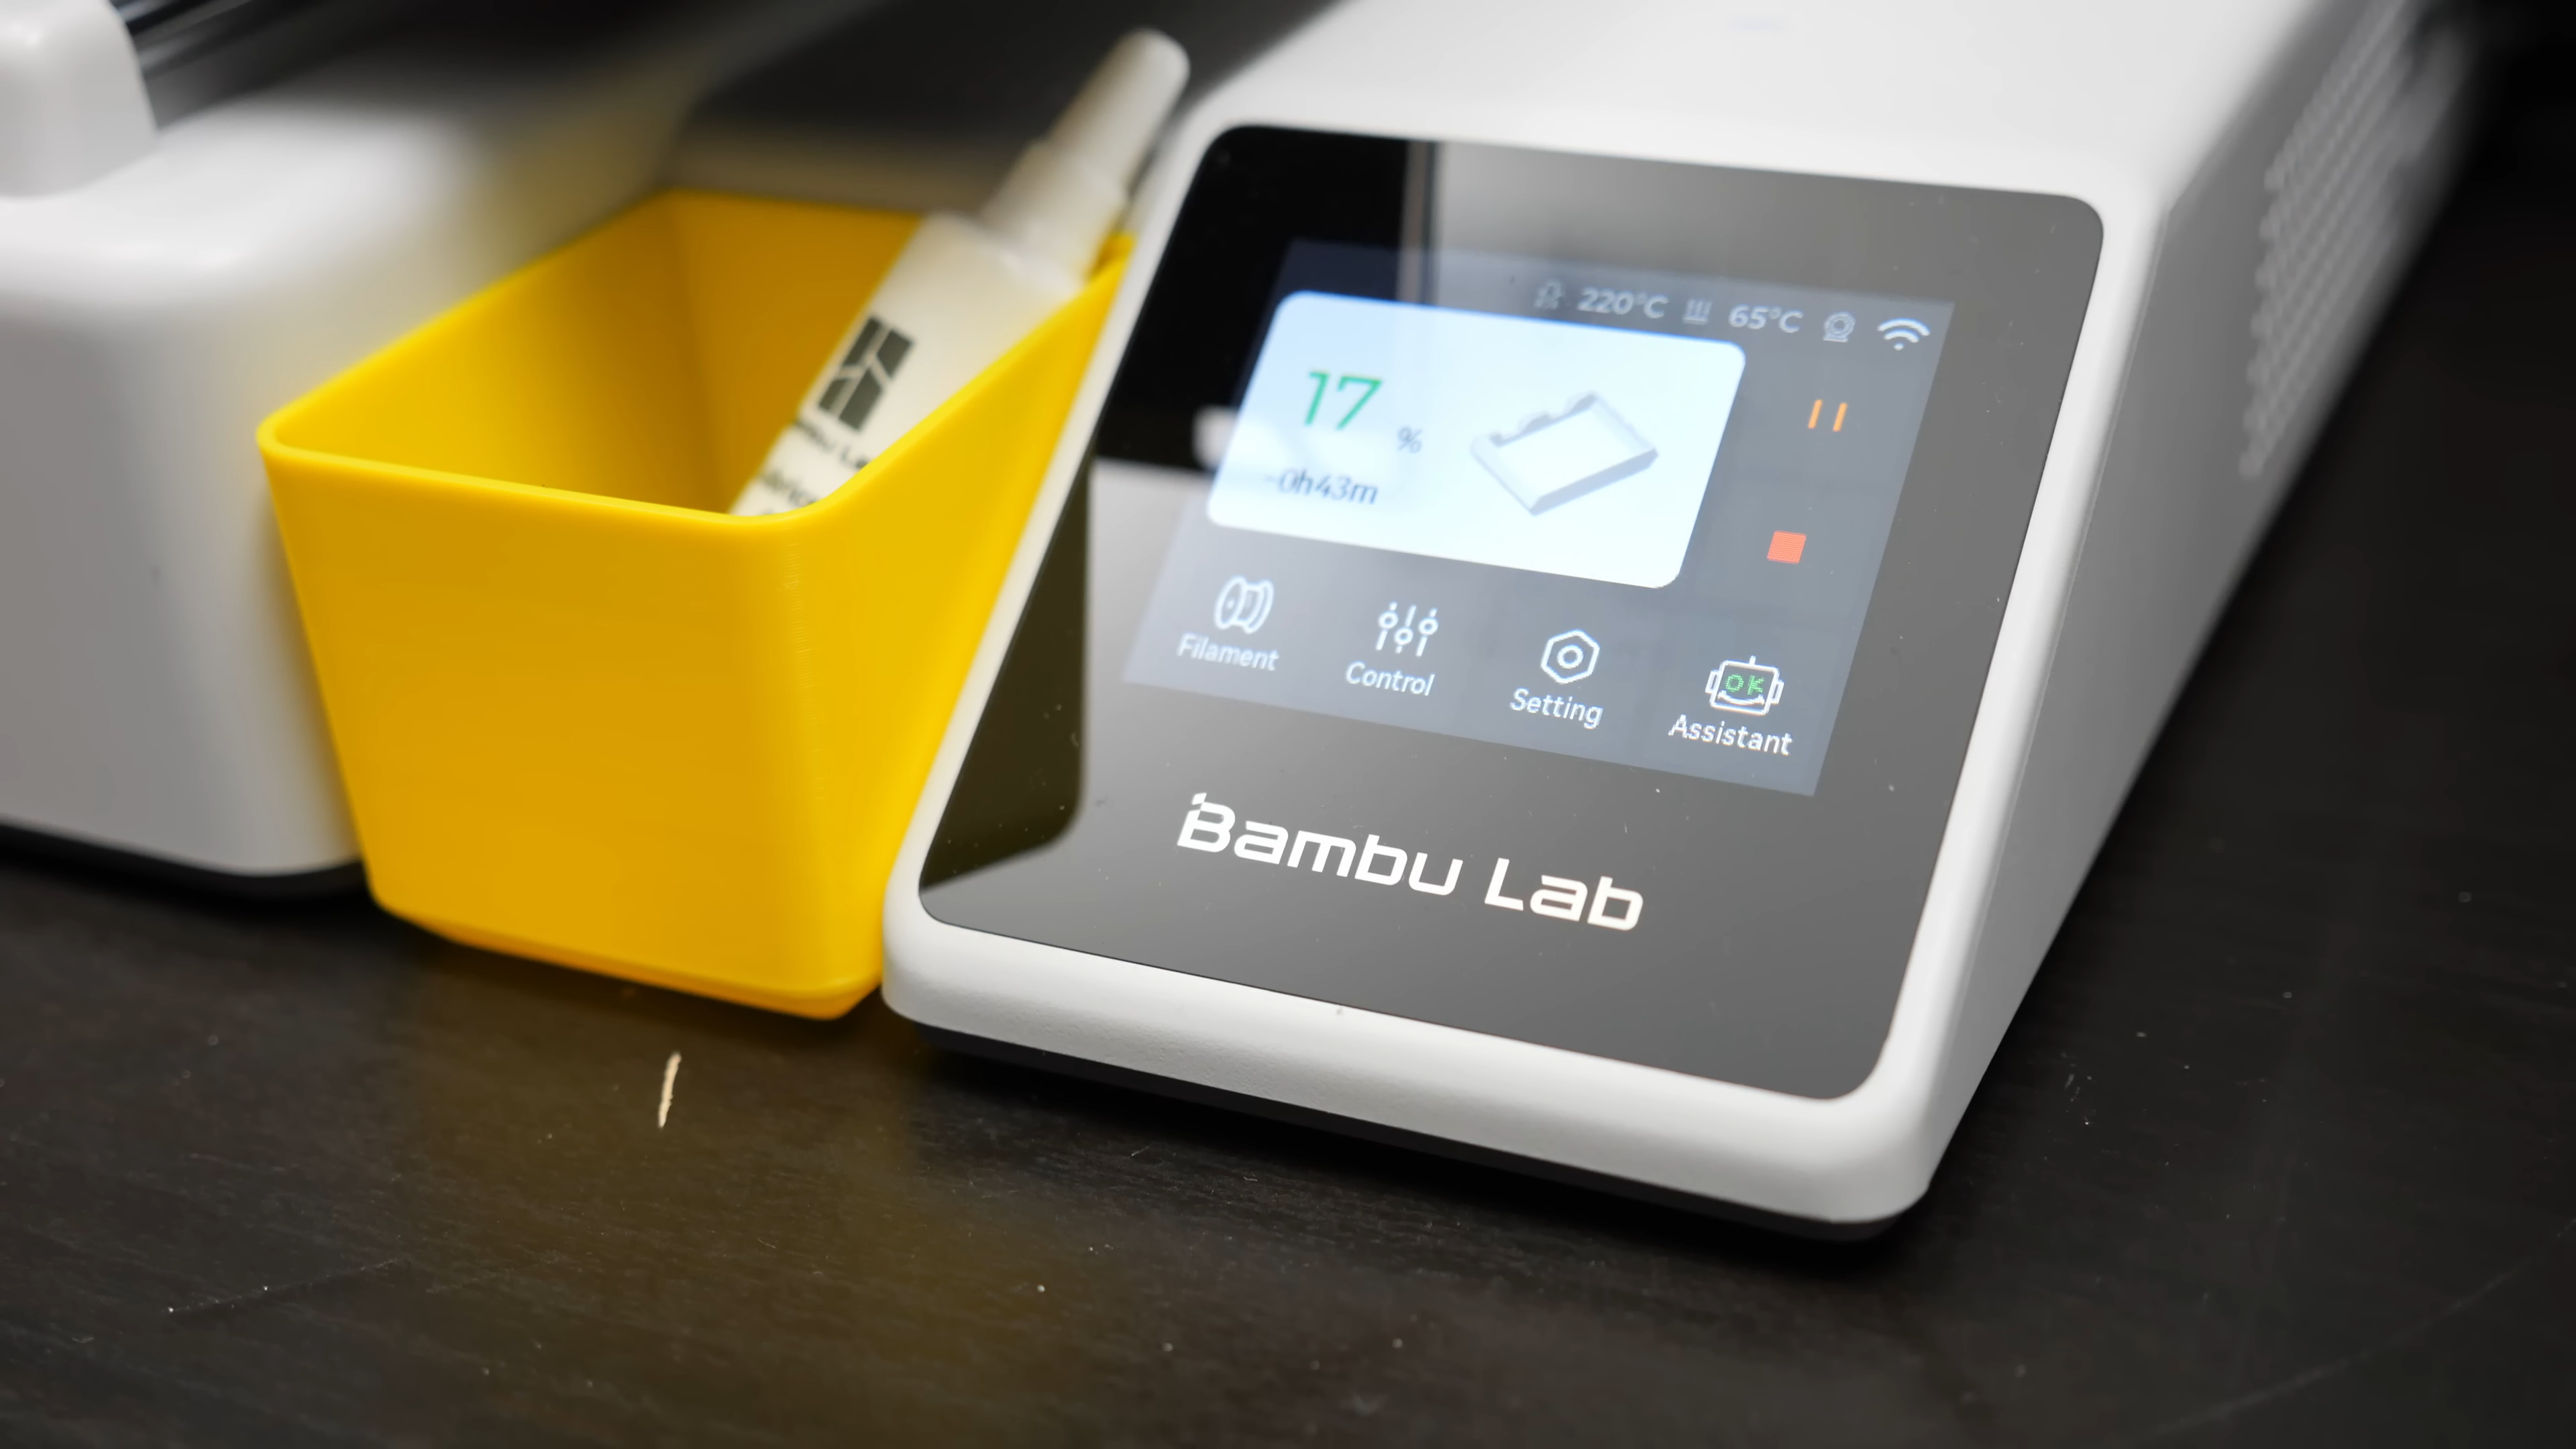 220°C 65°C
17 %
-0h43m
Filament Control Setting Assistant
OK
Bambu Lab